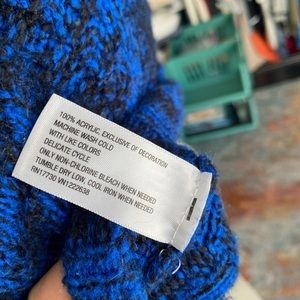 100% ACRYLIC, EXCLUSIVE OF DECORATION
MACHINE WASH COLD
WITH LIKE COLORS
DELICATE CYCLE
ONLY NON-CHLORINE BLEACH WHEN NEEDED
TUMBLE DRY LOW, COOL IRON WHEN NEEDED
RN17730 VN1222638